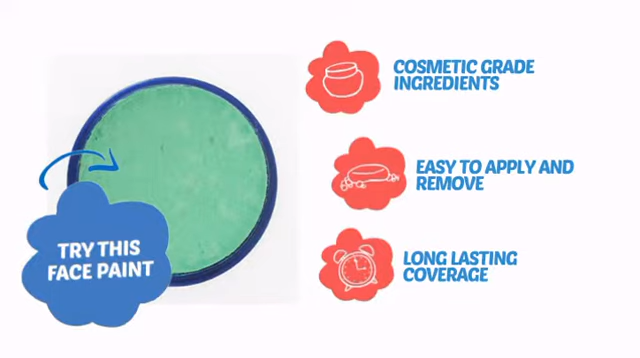 COSMETIC GRADE
INGREDIENTS
EASY TO APPLY AND
REMOVE
TRY THIS
FACE PAINT
LONG LASTING
COVERAGE